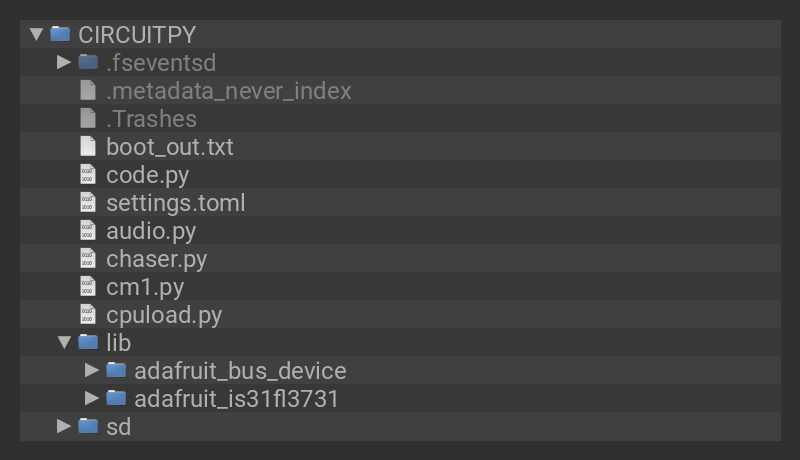 CIRCUITPY
.fseventsd
.metadata_never_index
.Trashes
boot_out.txt
code.py
settings.toml
audio.py
chaser.py
cm1.py
cpuload.py
lib
adafruit_bus_device
adafruit_is31fl3731
sd